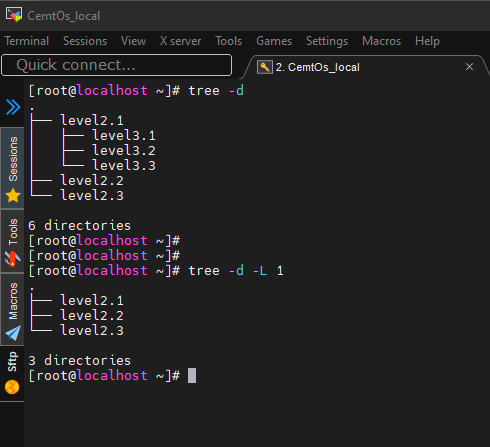 CemtOs_local
Terminal Sessions View X server Tools Games Settings Macros Help
Quick connect...
2. CemtOs_local
Sessions
Tools
Macros
Sftp
[root@localhost ~]# tree -d
.
├── level2.1
│   ├── level3.1
│   ├── level3.2
│   └── level3.3
├── level2.2
└── level2.3
6 directories
[root@localhost ~]#
[root@localhost ~]#
[root@localhost ~]# tree -d -L 1
.
├── level2.1
├── level2.2
└── level2.3
3 directories
[root@localhost ~]#